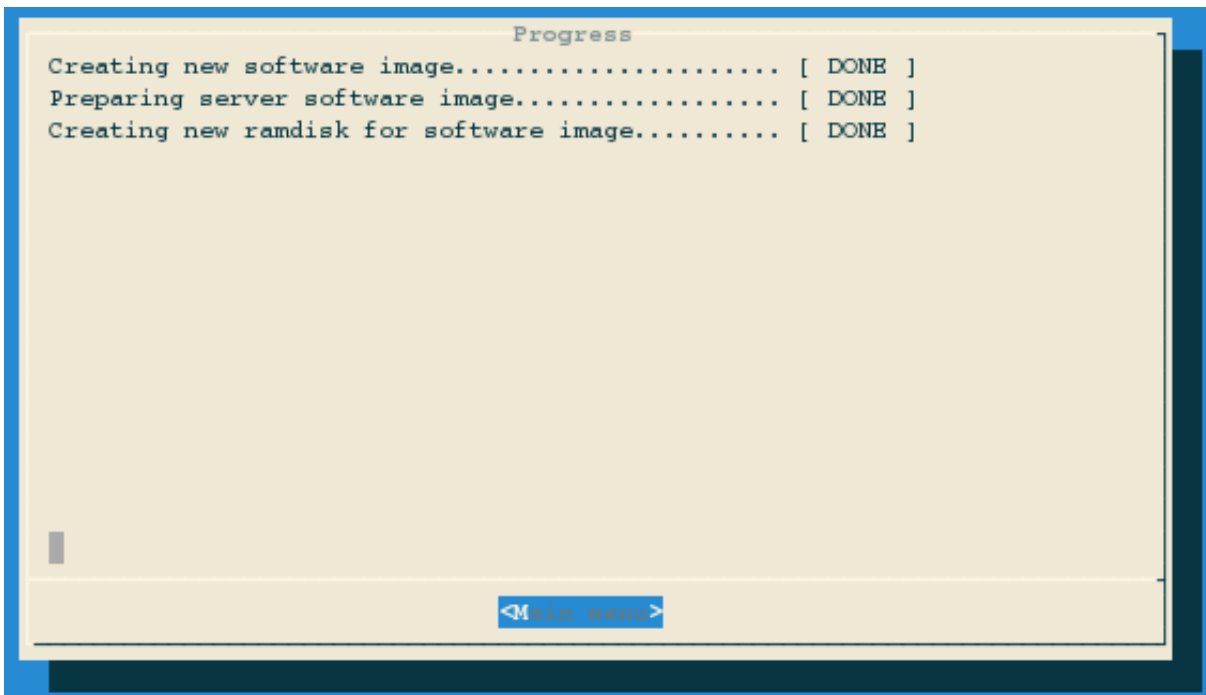 Progress
Creating new software image...................... [ DONE ]
Preparing server software image.................. [ DONE ]
Creating new ramdisk for software image.......... [ DONE ]
<Main menu>